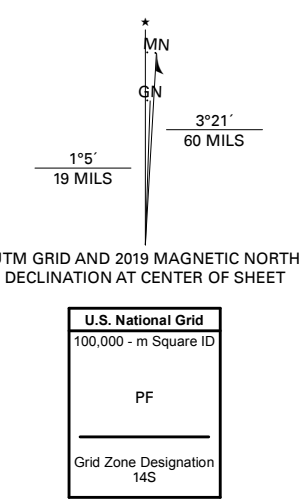 ★
MN
GN
3°21´
60 MILS
1°5´
19 MILS
UTM GRID AND 2019 MAGNETIC NORTH
DECLINATION AT CENTER OF SHEET
U.S. National Grid
100,000 - m Square ID
PF
Grid Zone Designation
14S